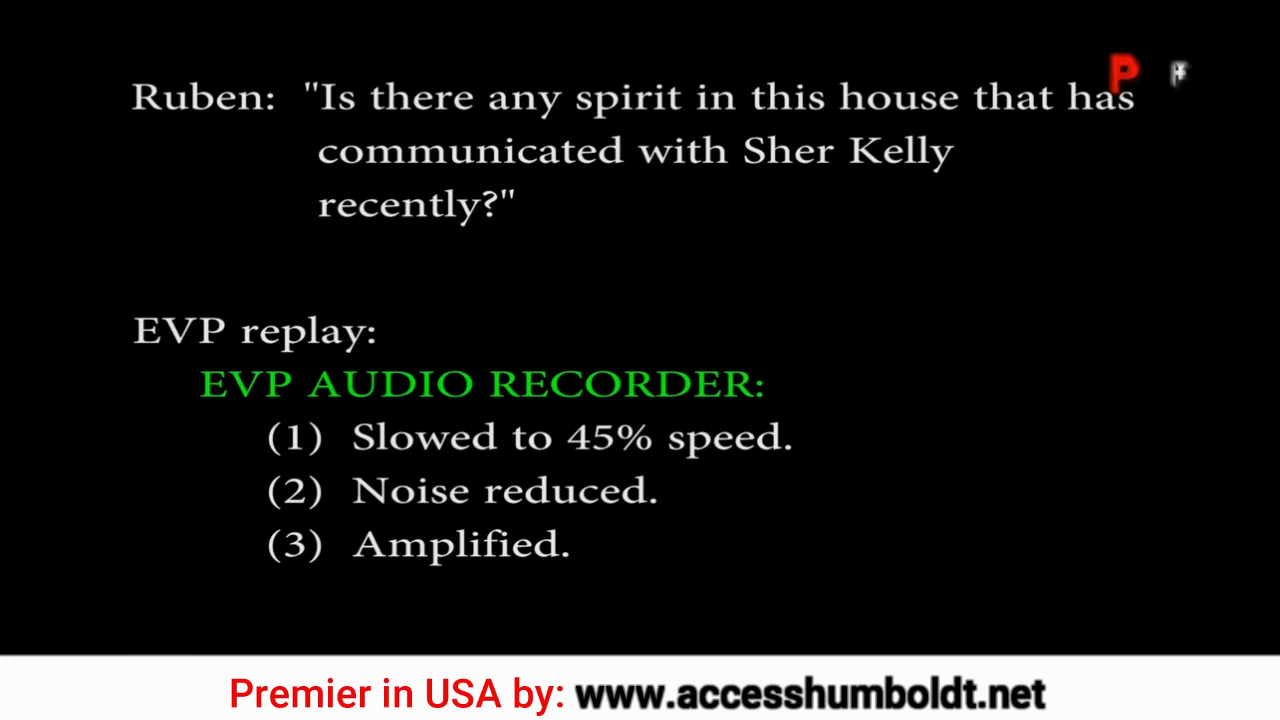 Ruben: "Is there any spirit in this house that has
communicated with Sher Kelly
recently?"
EVP replay:
EVP AUDIO RECORDER:
(1) Slowed to 45% speed.
(2) Noise reduced.
(3) Amplified.
Premier in USA by: www.accesshumboldt.net